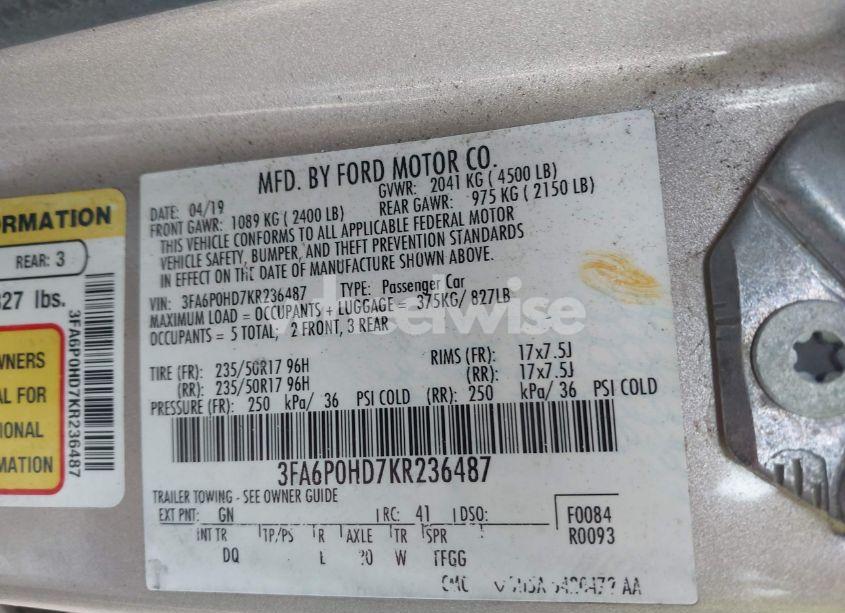 ORMATION
REAR: 3
327 lbs.
3FA6P0HD7KR236487
WNERS
AL FOR
IONAL
RMATION
MFD. BY FORD MOTOR CO.
DATE: 04/19 GVWR: 2041 KG ( 4500 LB)
FRONT GAWR: 1089 KG ( 2400 LB) REAR GAWR: 975 KG ( 2150 LB)
THIS VEHICLE CONFORMS TO ALL APPLICABLE FEDERAL MOTOR
VEHICLE SAFETY, BUMPER, AND THEFT PREVENTION STANDARDS
IN EFFECT ON THE DATE OF MANUFACTURE SHOWN ABOVE.
VIN: 3FA6P0HD7KR236487 TYPE: Passenger Car
MAXIMUM LOAD = OCCUPANTS + LUGGAGE = 375KG/ 827LB
OCCUPANTS = 5 TOTAL; 2 FRONT, 3 REAR
TIRE (FR): 235/50R17 96H RIMS (FR): 17x7.5J
(RR): 235/50R17 96H (RR): 17x7.5J
PRESSURE (FR): 250 kPa/ 36 PSI COLD (RR): 250 kPa/ 36 PSI COLD
3FA6P0HD7KR236487
TRAILER TOWING - SEE OWNER GUIDE
EXT PNT: GN RC: 41 DSO: F0084
INT TR TP/PS R AXLE TR SPR R0093
DQ W TFGG